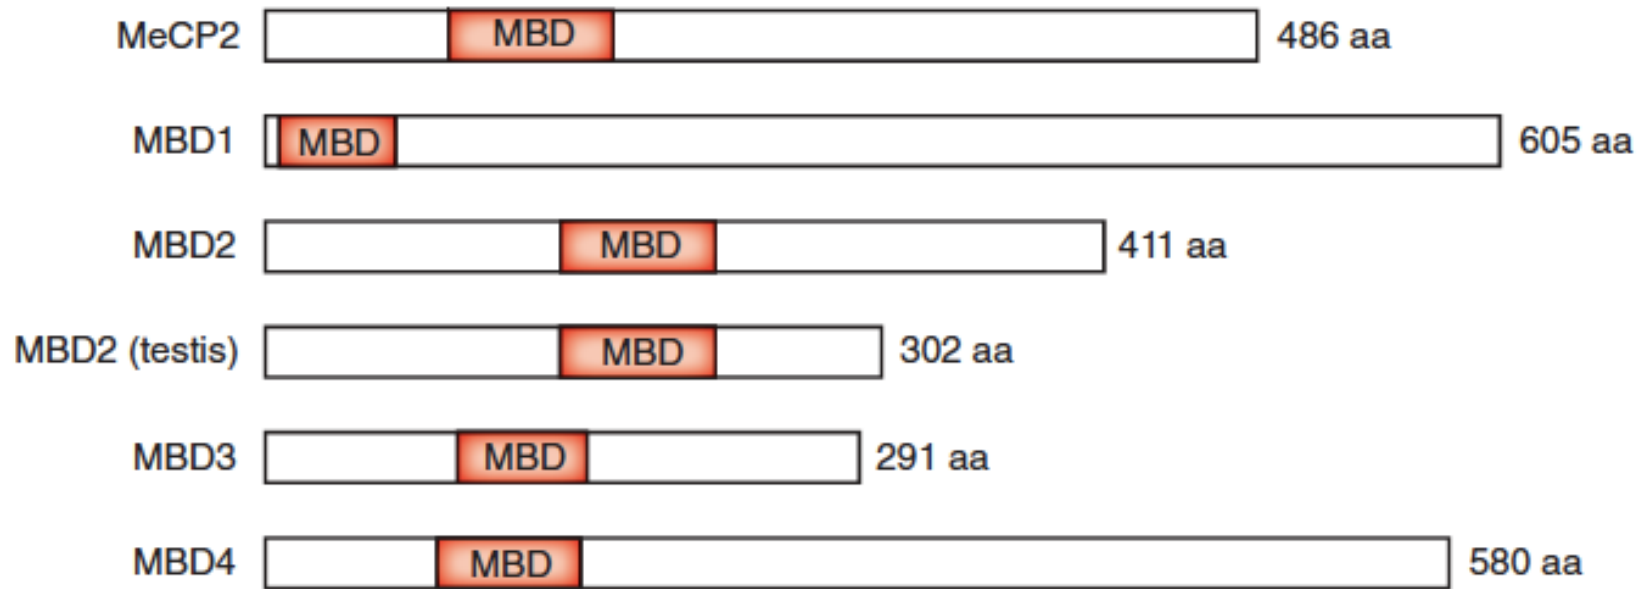 MeCP2 MBD 486 aa
MBD1 MBD 605 aa
MBD2 MBD 411 aa
MBD2 (testis) MBD 302 aa
MBD3 MBD 291 aa
MBD4 MBD 580 aa